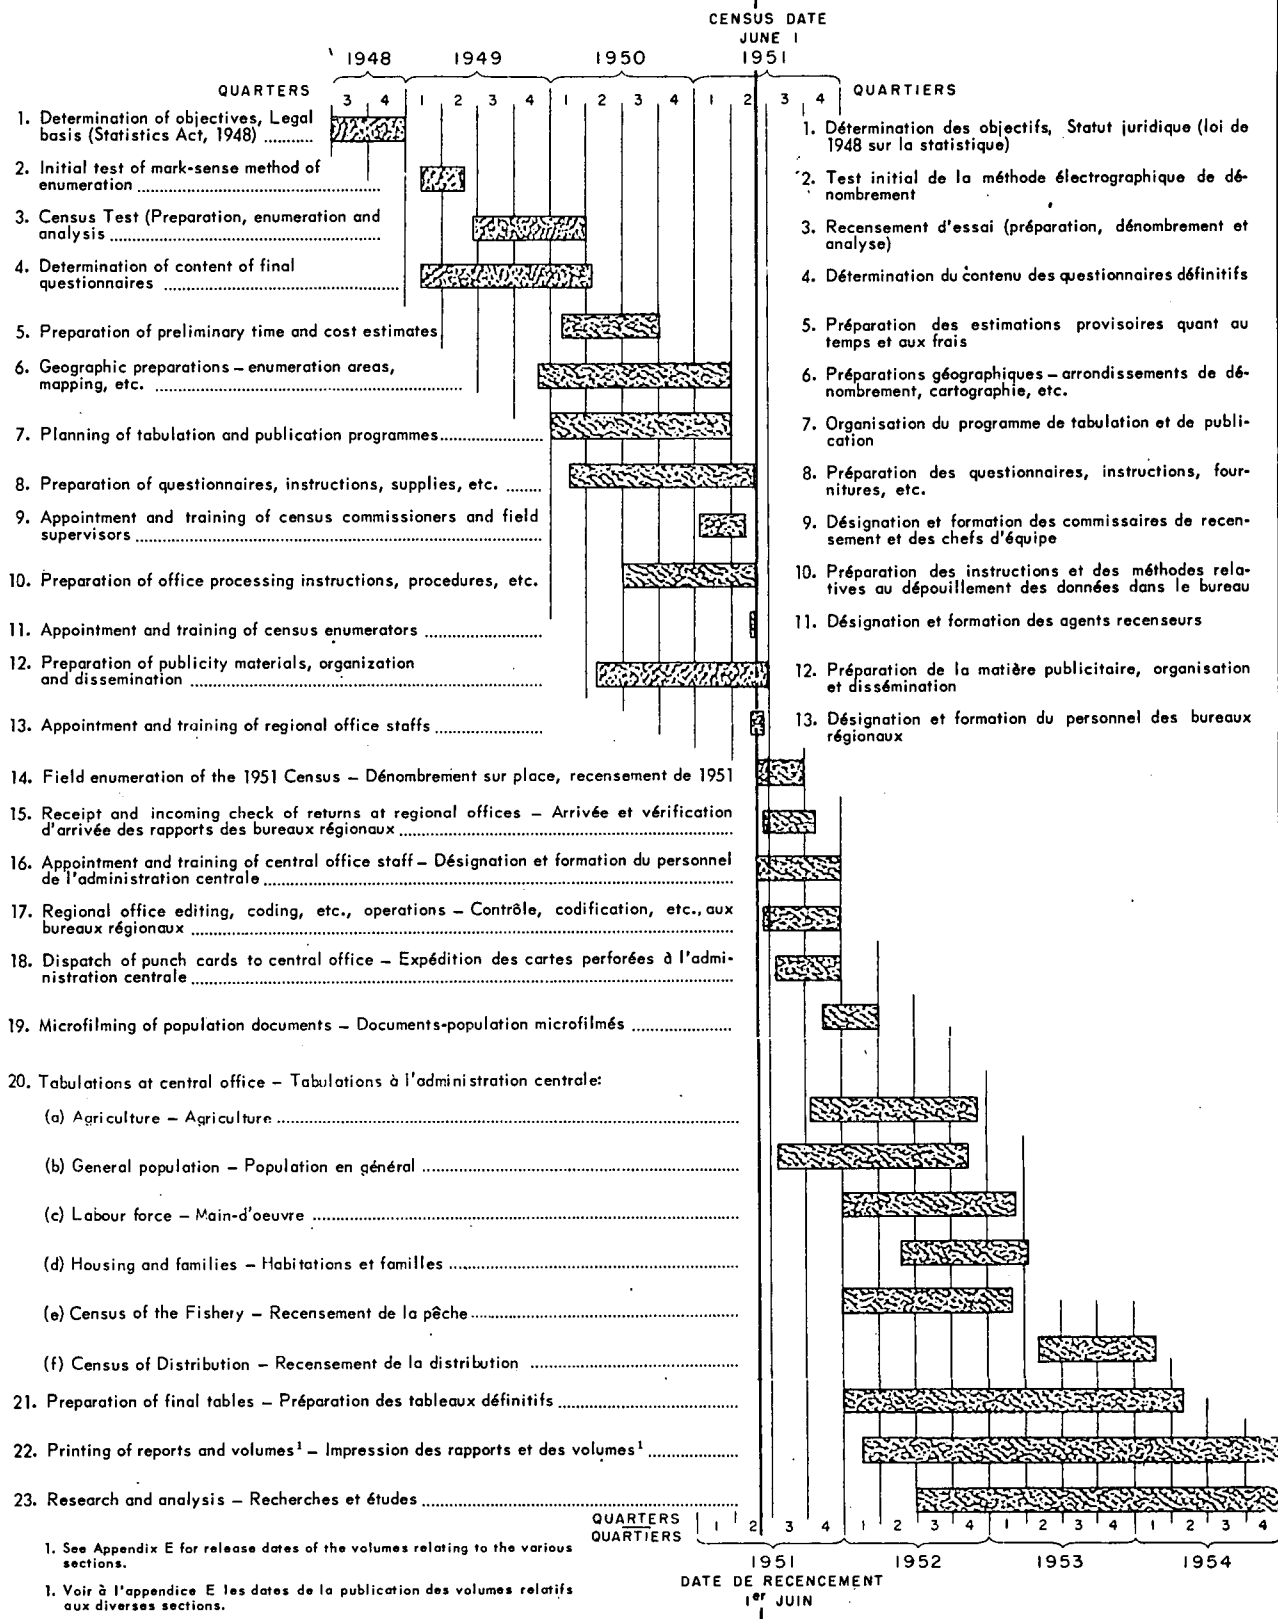 CENSUS DATE
JUNE 1
1948 1949 1950 1951
QUARTERS 3 4 1 2 3 4 1 2 3 4 1 2 3 4 QUARTIERS
1. Determination of objectives, Legal
basis (Statistics Act, 1948) ..........
2. Initial test of mark-sense method of
enumeration ..........
3. Census Test (Preparation, enumeration and
analysis ..........
4. Determination of content of final
questionnaires ..........
5. Preparation of preliminary time and cost estimates
6. Geographic preparations – enumeration areas,
mapping, etc. ..........
7. Planning of tabulation and publication programmes..........
8. Preparation of questionnaires, instructions, supplies, etc. .......
9. Appointment and training of census commissioners and field
supervisors ..........
10. Preparation of office processing instructions, procedures, etc.
11. Appointment and training of census enumerators ..........
12. Preparation of publicity materials, organization
and dissemination ..........
13. Appointment and training of regional office staffs ..........
1. Détermination des objectifs, Statut juridique (loi de
1948 sur la statistique)
2. Test initial de la méthode électrographique de dé-
nombrement
3. Recensement d'essai (préparation, dénombrement et
analyse)
4. Détermination du contenu des questionnaires définitifs
5. Préparation des estimations provisoires quant au
temps et aux frais
6. Préparations géographiques – arrondissements de dé-
nombrement, cartographie, etc.
7. Organisation du programme de tabulation et de publi-
cation
8. Préparation des questionnaires, instructions, four-
nitures, etc.
9. Désignation et formation des commissaires de recen-
sement et des chefs d'équipe
10. Préparation des instructions et des méthodes rela-
tives au dépouillement des données dans le bureau
11. Désignation et formation des agents recenseurs
12. Préparation de la matière publicitaire, organisation
et dissémination
13. Désignation et formation du personnel des bureaux
régionaux
14. Field enumeration of the 1951 Census – Dénombrement sur place, recensement de 1951
15. Receipt and incoming check of returns at regional offices – Arrivée et vérification
d'arrivée des rapports des bureaux régionaux ..........
16. Appointment and training of central office staff – Désignation et formation du personnel
de l'administration centrale ..........
17. Regional office editing, coding, etc., operations – Contrôle, codification, etc., aux
bureaux régionaux ..........
18. Dispatch of punch cards to central office – Expédition des cartes perforées à l'admi-
nistration centrale ..........
19. Microfilming of population documents – Documents-population microfilmés ..........
20. Tabulations at central office – Tabulations à l'administration centrale:
(a) Agriculture – Agriculture ..........
(b) General population – Population en général ..........
(c) Labour force – Main-d'oeuvre ..........
(d) Housing and families – Habitations et familles ..........
(e) Census of the Fishery – Recensement de la pêche ..........
(f) Census of Distribution – Recensement de la distribution ..........
21. Preparation of final tables – Préparation des tableaux définitifs ..........
22. Printing of reports and volumes¹ – Impression des rapports et des volumes¹ ..........
23. Research and analysis – Recherches et études ..........
QUARTERS
QUARTIERS
1 2 3 4 1 2 3 4 1 2 3 4 1 2 3 4
1951 1952 1953 1954
DATE DE RECENCEMENT
1er JUIN
1. See Appendix E for release dates of the volumes relating to the various
sections.
1. Voir à l'appendice E les dates de la publication des volumes relatifs
aux diverses sections.